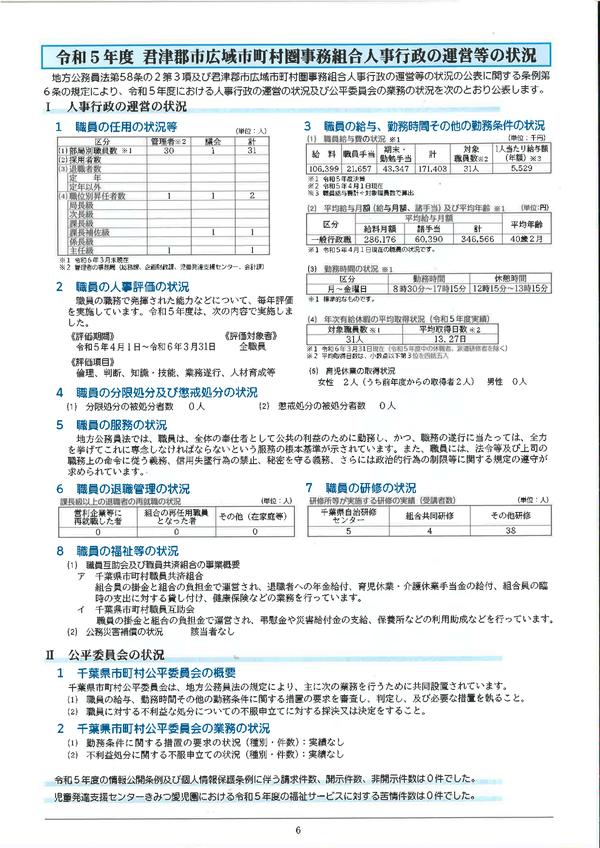 令和５年度 君津郡市広域市町村圏事務組合人事行政の運営等の状況
地方公務員法第58条の２第３項及び君津郡市広域市町村圏事務組合人事行政の運営等の状況の公表に関する条例第
６条の規定により、令和５年度における人事行政の運営の状況及び公平委員会の業務の状況を次のとおり公表します。
Ⅰ 人事行政の運営の状況
１ 職員の任用の状況等
(単位：人)
区分 管理者※2 議会 計
(1) 部局別職員数 ※1 30 1 31
(2) 採用者数
(3) 退職者数
定 年
定年以外
(4) 職位別昇任者数 1 1 2
局長級
次長級
課長級
課長補佐級 1 1
係長級
主任級 1 1
※1 令和６年３月末現在
※2 管理者の事務局（総務課、企画財政課、児童発達支援センター、会計課）
２ 職員の人事評価の状況
職員の職務で発揮された能力などについて、毎年評価
を実施しています。令和５年度は、次の内容で実施しま
した。
《評価期間》 《評価対象者》
令和５年４月１日～令和６年３月31日 全職員
《評価項目》
倫理、判断、知識・技能、業務遂行、人材育成等
３ 職員の給与、勤務時間その他の勤務条件の状況
(1) 職員給与費の状況 ※1 (単位：千円)
給 料 職員手当 期末・勤勉手当 計 対象職員数※2 1人当たり給与額（年額）※3
106,399 21,657 43,347 171,403 31人 5,529
※1 令和５年度決算
※2 令和５年４月１日現在
※3 職員給与費計÷対象職員数で算出
(2) 平均給与月額（給与月額、諸手当）及び平均年齢 ※1 (単位:円)
区分 平均給与月額 平均年齢
給料月額 諸手当 計
一般行政職 286,176 60,390 346,566 40歳２月
※1 令和５年４月１日現在の職員の状況です。
(3) 勤務時間の状況 ※1
区分 勤務時間 休憩時間
月～金曜日 8時30分～17時15分 12時15分～13時15分
※1 標準的なものです。
(4) 年次有給休暇の平均取得状況（令和５年度実績）
対象職員数 ※1 平均取得日数 ※2
31人 13.27日
※1 令和６年３月31日現在（令和５年度中の休職者、派遣研修者を除く）
※2 平均取得日数は、小数点以下第３位を四捨五入
(5) 育児休業の取得状況
女性 ２人（うち前年度からの取得者２人） 男性 ０人
４ 職員の分限処分及び懲戒処分の状況
(1) 分限処分の被処分者数 ０人 (2) 懲戒処分の被処分者数 ０人
５ 職員の服務の状況
地方公務員法では、職員は、全体の奉仕者として公共の利益のために勤務し、かつ、職務の遂行に当たっては、全力
を挙げてこれに専念しなければならないという服務の根本基準が示されています。また、職員には、法令等及び上司の
職務上の命令に従う義務、信用失墜行為の禁止、秘密を守る義務、さらには政治的行為の制限等に関する規定の遵守が
求められています。
６ 職員の退職管理の状況
課長級以上の退職者の再就職の状況 (単位：人)
営利企業等に再就職した者 組合の再任用職員となった者 その他（在家庭等）
0 0 0
７ 職員の研修の状況
研修所等が実施する研修の実績（受講者数） (単位：人)
千葉県自治研修センター 組合共同研修 その他研修
5 4 38
８ 職員の福祉等の状況
(1) 職員互助会及び職員共済組合の事業概要
ア 千葉県市町村職員共済組合
組合員の掛金と組合の負担金で運営され、退職者への年金給付、育児休業・介護休業手当金の給付、組合員の臨
時の支出に対する貸し付け、健康保険などの業務を行っています。
イ 千葉県市町村職員互助会
職員の掛金と組合の負担金で運営され、弔慰金や災害給付金の支給、保養所などの利用助成などを行っています。
(2) 公務災害補償の状況 該当者なし
Ⅱ 公平委員会の状況
１ 千葉県市町村公平委員会の概要
千葉県市町村公平委員会は、地方公務員法の規定により、主に次の業務を行うために共同設置されています。
(1) 職員の給与、勤務時間その他の勤務条件に関する措置の要求を審査し、判定し、及び必要な措置を執ること。
(2) 職員に対する不利益な処分についての不服申立てに対する採決又は決定をすること。
２ 千葉県市町村公平委員会の業務の状況
(1) 勤務条件に関する措置の要求の状況（種別・件数）：実績なし
(2) 不利益処分に関する不服申立ての状況（種別・件数）：実績なし
令和５年度の情報公開条例及び個人情報保護条例に伴う請求件数、開示件数、非開示件数は０件でした。
児童発達支援センターきみつ愛児園における令和５年度の福祉サービスに対する苦情件数は０件でした。
6